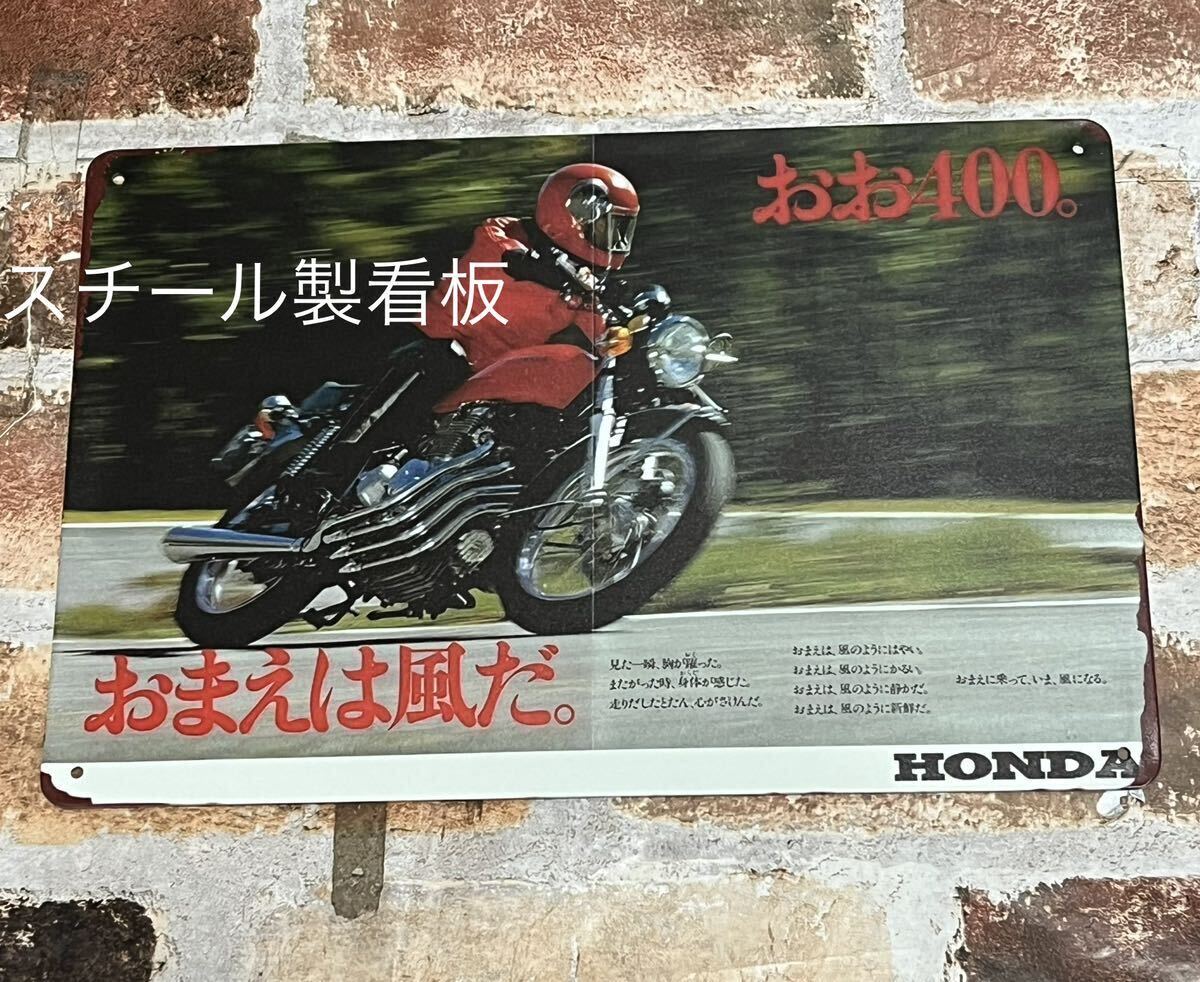 おお400。
スチール製看板
おまえは風だ。
見た一瞬、胸が躍った。
またがった時、身体が感じた。
走りだしたとたん、心がさけんだ。
おまえは、風のようにはやい。
おまえは、風のようにかるい。
おまえは、風のように静かだ。
おまえは、風のように新鮮だ。
おまえに乗って、いま、風になる。
HONDA